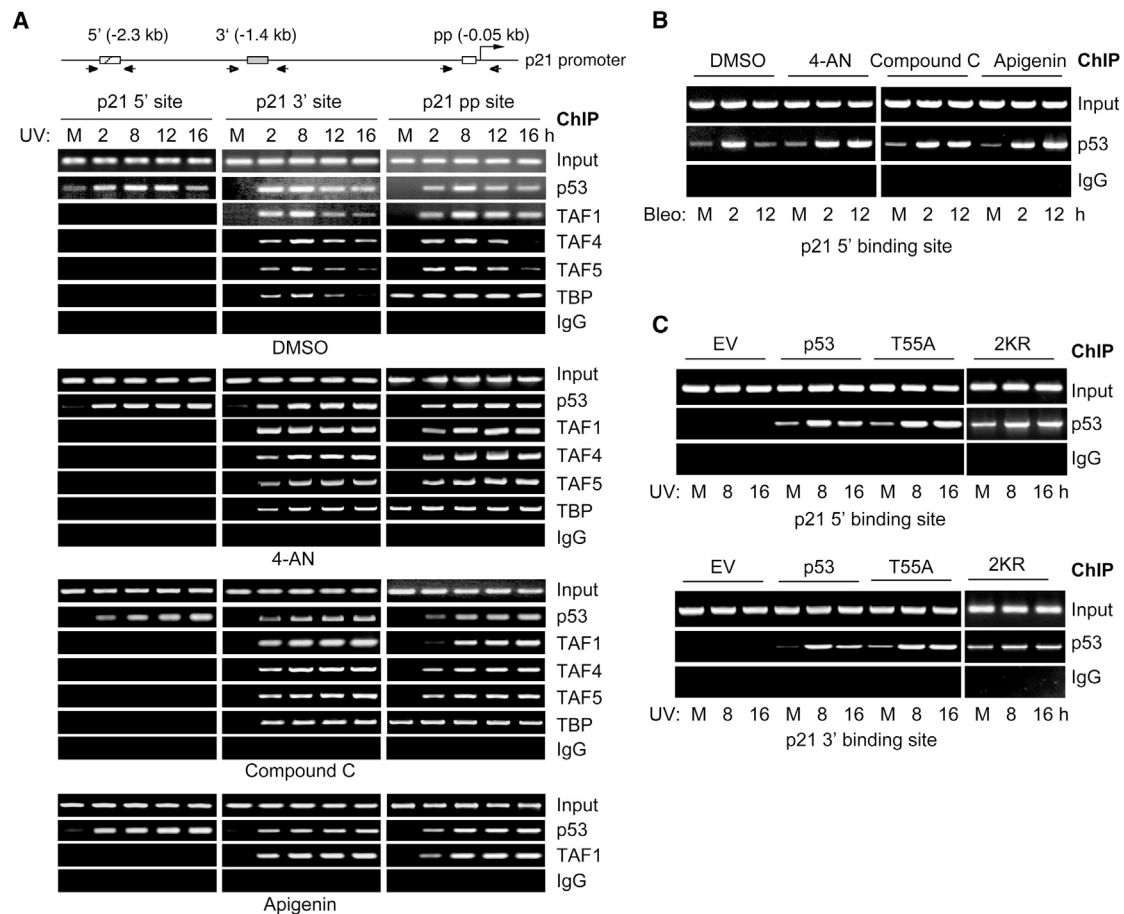 A
5' (-2.3 kb) 3' (-1.4 kb) pp (-0.05 kb)
p21 promoter
p21 5' site p21 3' site p21 pp site
ChIP
UV: M 2 8 12 16 M 2 8 12 16 M 2 8 12 16 h
Input
p53
TAF1
TAF4
TAF5
TBP
IgG
DMSO
Input
p53
TAF1
TAF4
TAF5
TBP
IgG
4-AN
Input
p53
TAF1
TAF4
TAF5
TBP
IgG
Compound C
Input
p53
TAF1
IgG
Apigenin
B
DMSO 4-AN Compound C Apigenin ChIP
Input
p53
IgG
Bleo: M 2 12 M 2 12 M 2 12 M 2 12 h
p21 5' binding site
C
EV p53 T55A 2KR ChIP
Input
p53
IgG
UV: M 8 16 M 8 16 M 8 16 M 8 16 h
p21 5' binding site
EV p53 T55A 2KR ChIP
Input
p53
IgG
UV: M 8 16 M 8 16 M 8 16 M 8 16 h
p21 3' binding site